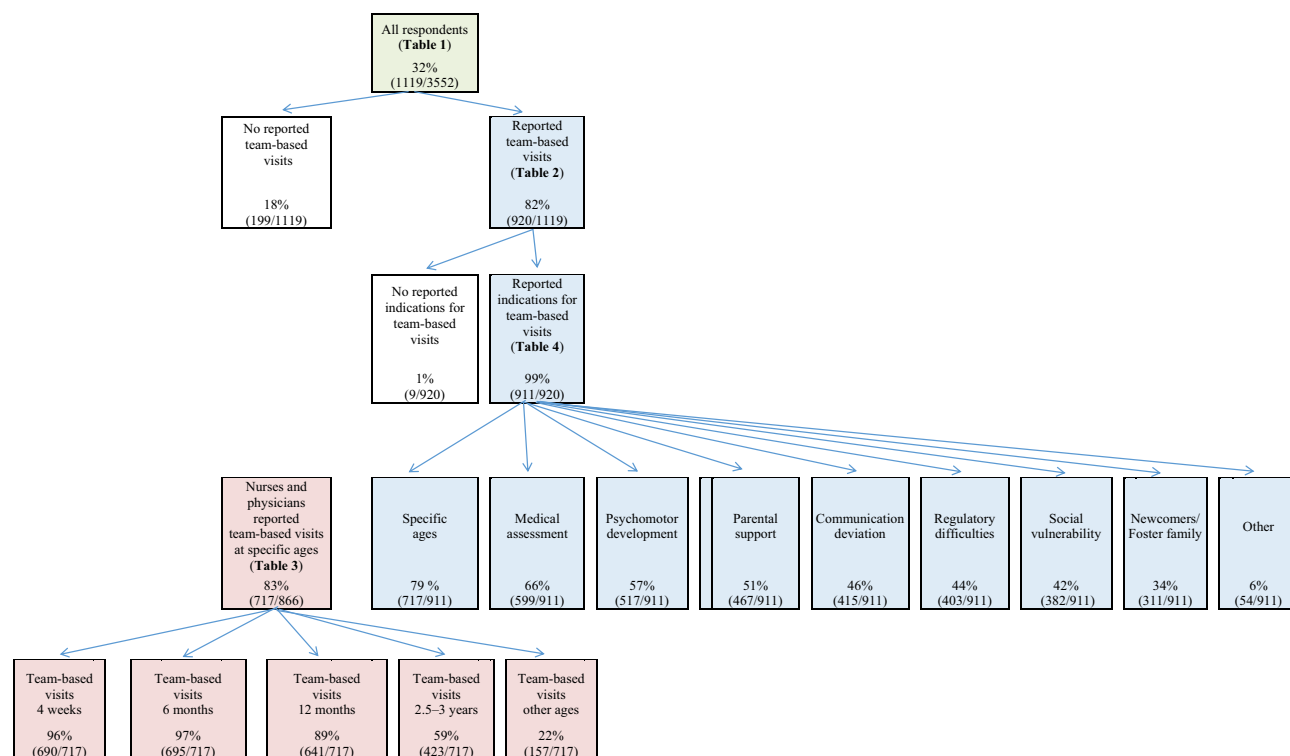 All respondents
(Table 1)
32%
(1119/3552)
No reported
team-based
visits
18%
(199/1119)
Reported
team-based
visits
(Table 2)
82%
(920/1119)
No reported
indications for
team-based
visits
1%
(9/920)
Reported
indications for
team-based
visits
(Table 4)
99%
(911/920)
Nurses and
physicians
reported
team-based visits
at specific ages
(Table 3)
83%
(717/866)
Specific
ages
79 %
(717/911)
Medical
assessment
66%
(599/911)
Psychomotor
development
57%
(517/911)
Parental
support
51%
(467/911)
Communication
deviation
46%
(415/911)
Regulatory
difficulties
44%
(403/911)
Social
vulnerability
42%
(382/911)
Newcomers/
Foster family
34%
(311/911)
Other
6%
(54/911)
Team-based
visits
4 weeks
96%
(690/717)
Team-based
visits
6 months
97%
(695/717)
Team-based
visits
12 months
89%
(641/717)
Team-based
visits
2.5–3 years
59%
(423/717)
Team-based
visits
other ages
22%
(157/717)